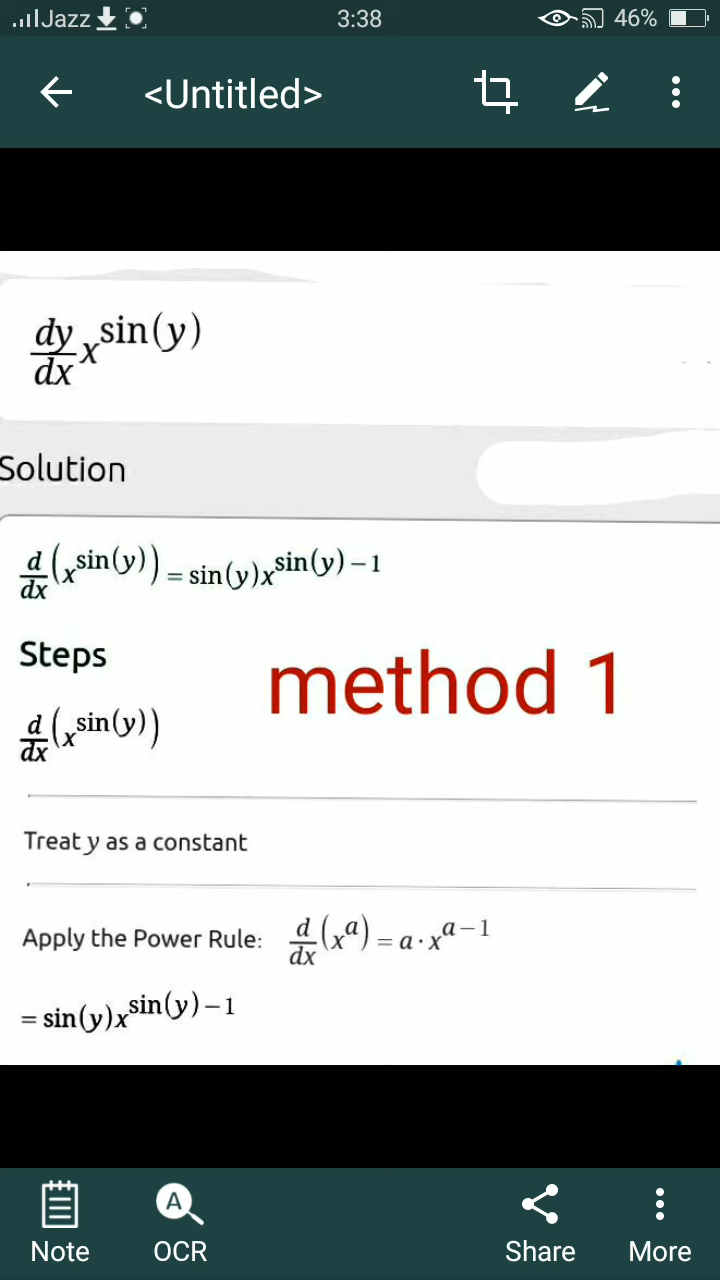 Jazz 3:38 46%
<Untitled>
dy/dx x^sin(y)
Solution
d/dx (x^sin(y)) = sin(y)x^sin(y)−1
Steps
method 1
d/dx (x^sin(y))
Treat y as a constant
Apply the Power Rule: d/dx (x^a) = a · x^a−1
= sin(y)x^sin(y)−1
A
Note OCR Share More